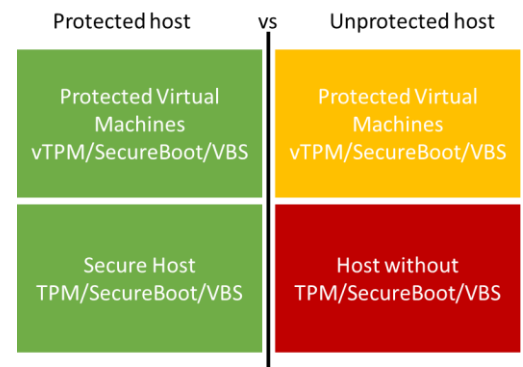 Protected host vs Unprotected host
Protected Virtual
Machines
vTPM/SecureBoot/VBS
Protected Virtual
Machines
vTPM/SecureBoot/VBS
Secure Host
TPM/SecureBoot/VBS
Host without
TPM/SecureBoot/VBS